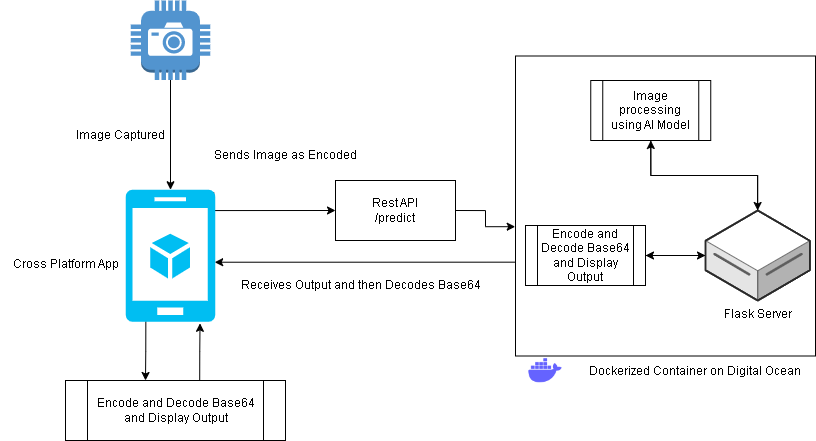 Image Captured
Sends Image as Encoded
Image
processing
using AI Model
Rest API
/predict
Encode and
Decode Base64
and Display
Output
Cross Platform App
Receives Output and then Decodes Base64
Flask Server
Dockerized Container on Digital Ocean
Encode and Decode Base64
and Display Output